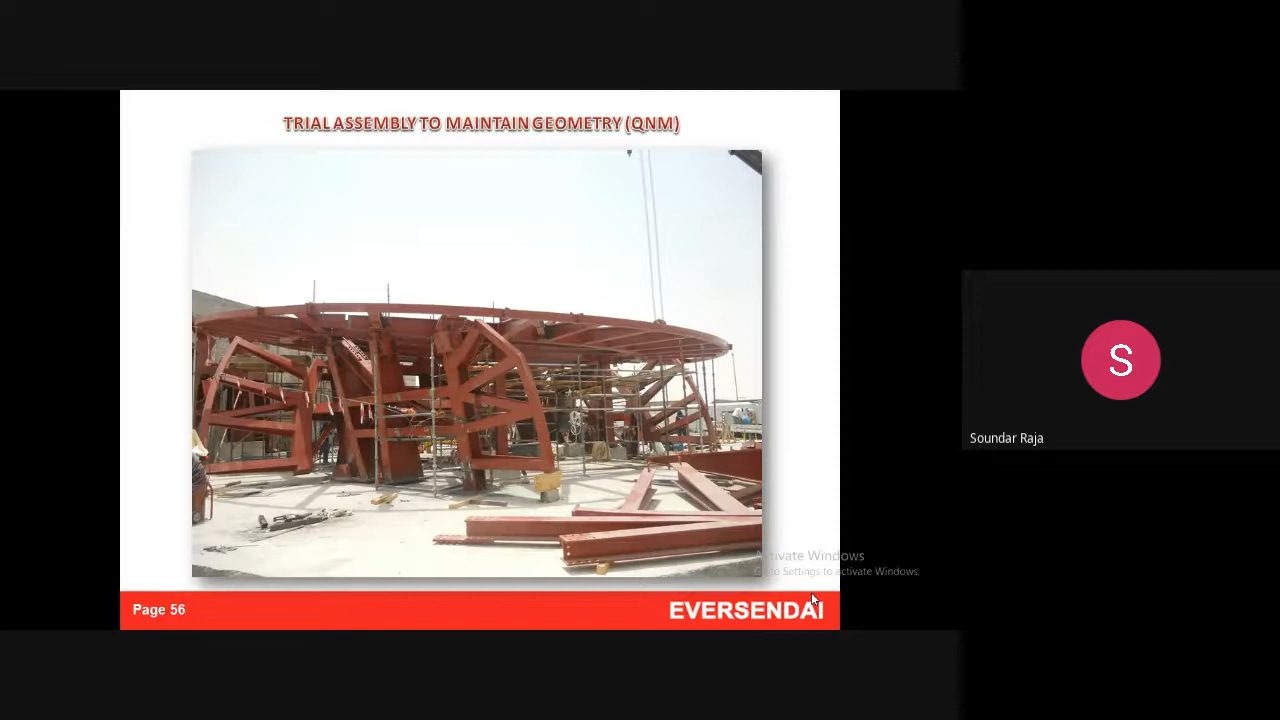 TRIAL ASSEMBLY TO MAINTAIN GEOMETRY (QNM)
S
Soundar Raja
Activate Windows
Go to Settings to activate Windows.
Page 56
EVERSENDAI